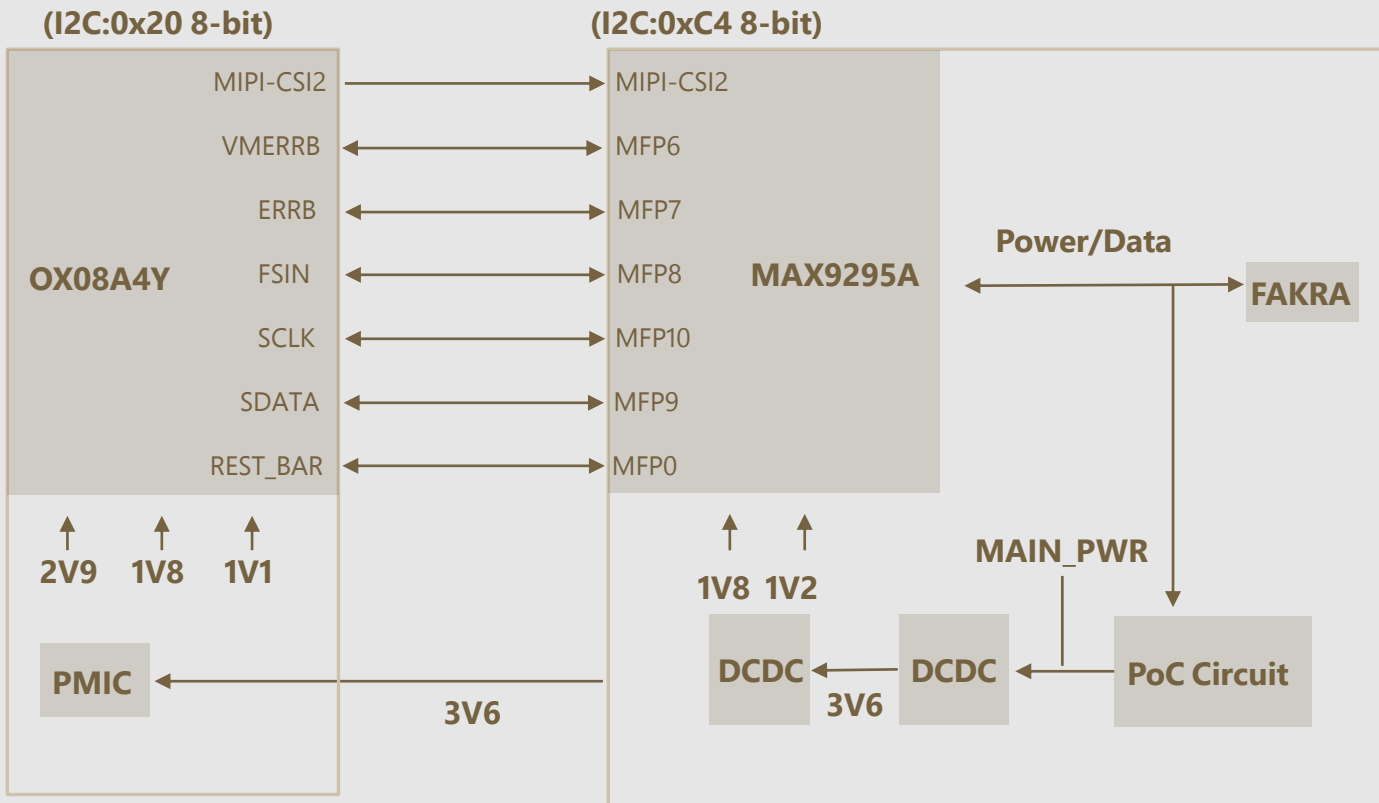 (I2C:0x20 8-bit)
(I2C:0xC4 8-bit)
MIPI-CSI2
MIPI-CSI2
VMERRB
MFP6
ERRB
MFP7
Power/Data
OX08A4Y
FSIN
MFP8
MAX9295A
FAKRA
SCLK
MFP10
SDATA
MFP9
REST_BAR
MFP0
2V9
1V8
1V1
MAIN_PWR
1V8
1V2
PMIC
DCDC
DCDC
PoC Circuit
3V6
3V6